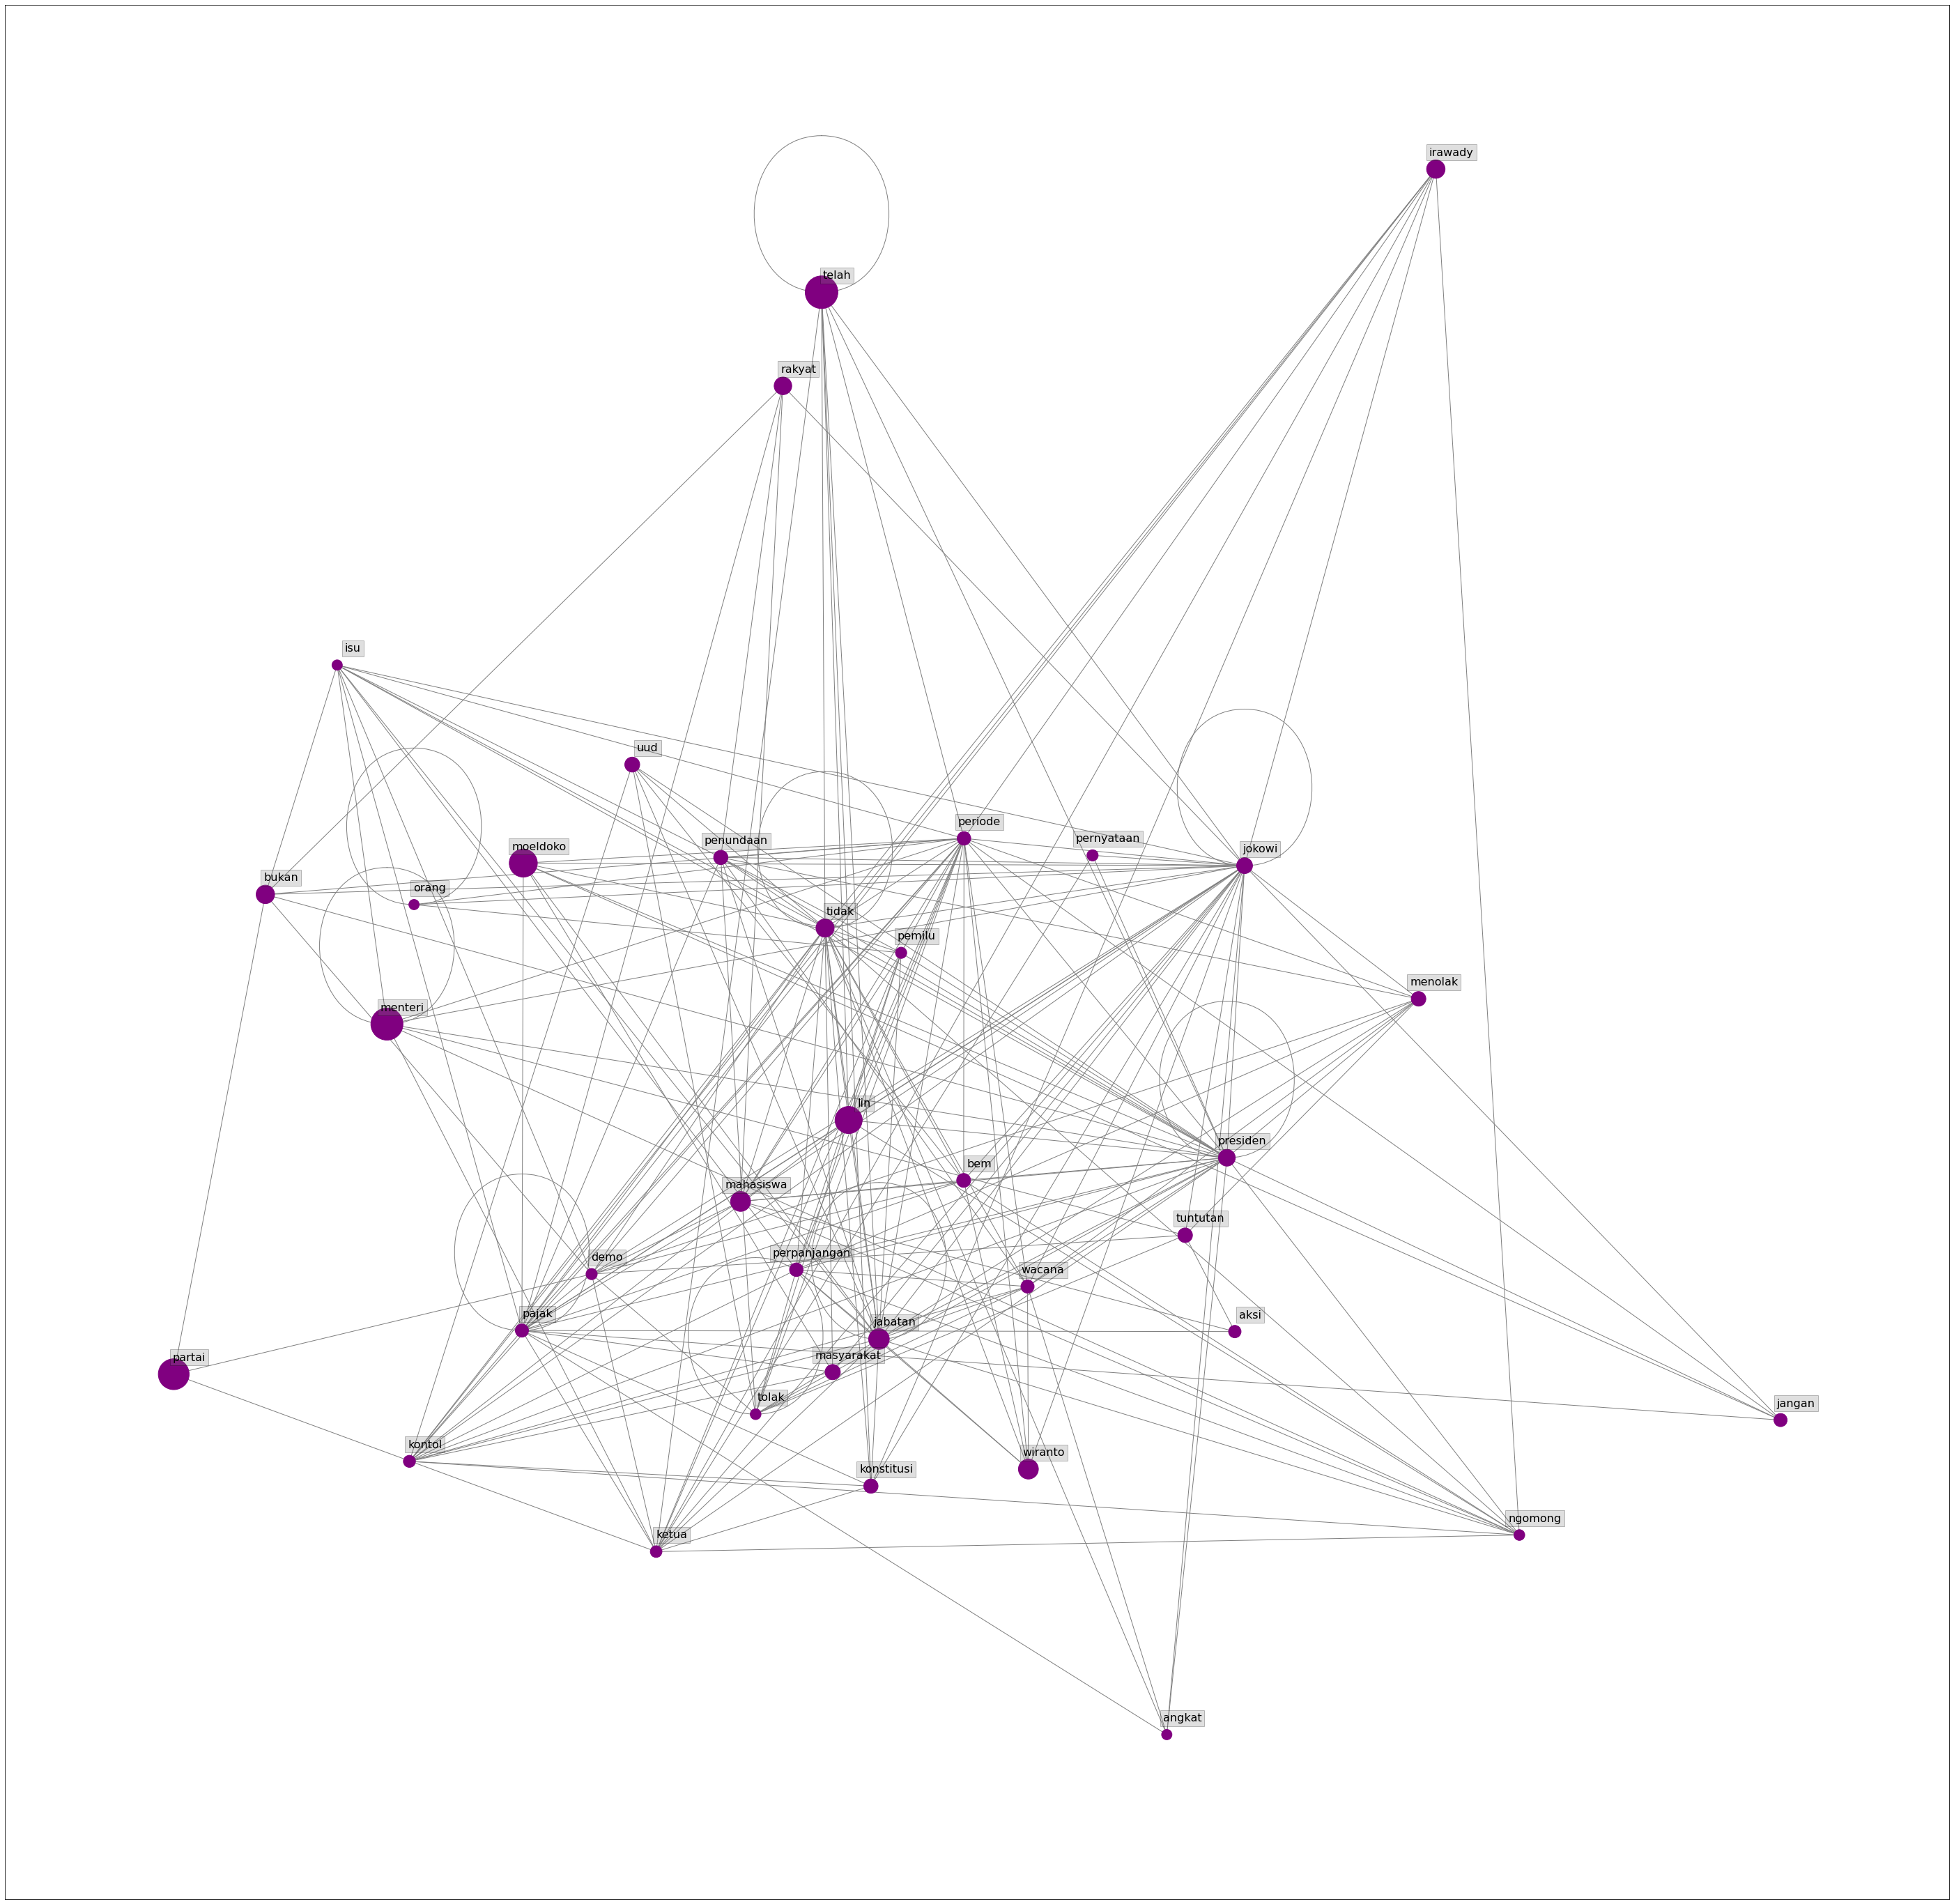 irawady
telah
rakyat
isu
uud
periode
pernyataan
penundaan
moeldoko
jokowi
bukan
orang
tidak
pemilu
menolak
menteri
lin
presiden
bem
mahasiswa
tuntutan
perpanjangan
demo
wacana
pajak
aksi
jabatan
masyarakat
partai
tolak
jangan
kontol
wiranto
konstitusi
ngomong
ketua
angkat